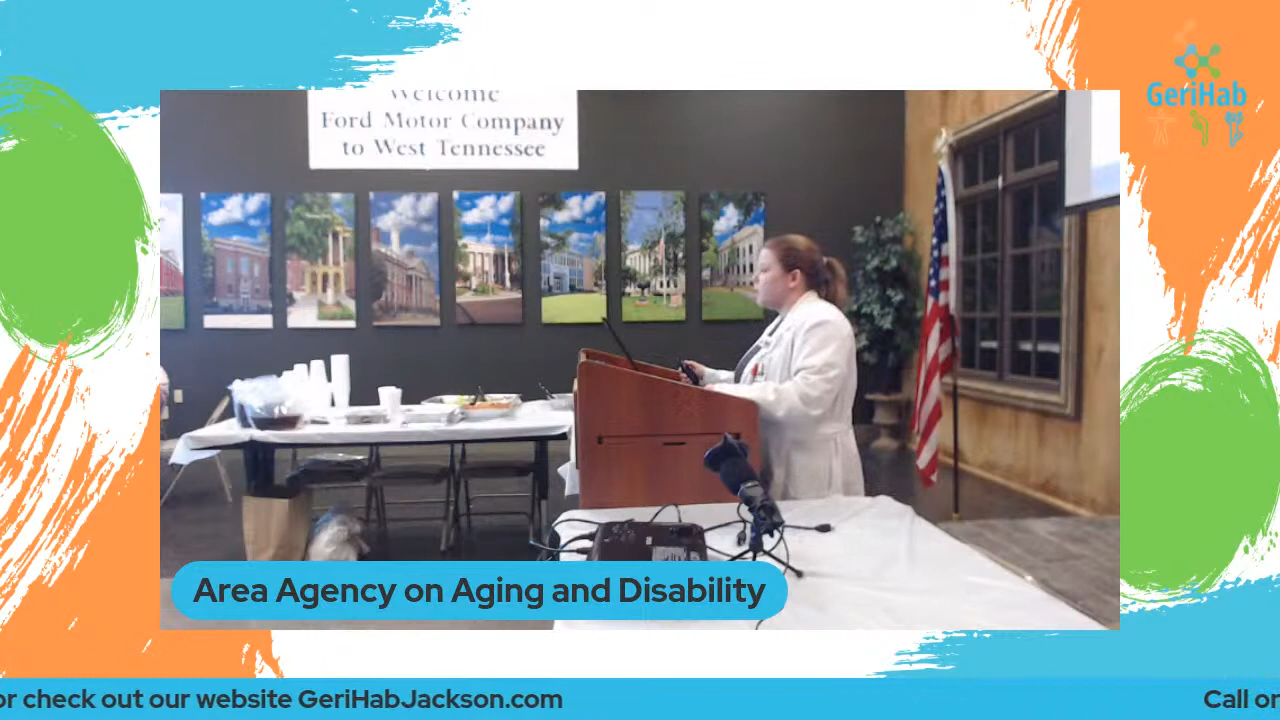 GeriHab
Welcome
Ford Motor Company
to West Tennessee
Area Agency on Aging and Disability
or check out our website GeriHabJackson.com
Call or